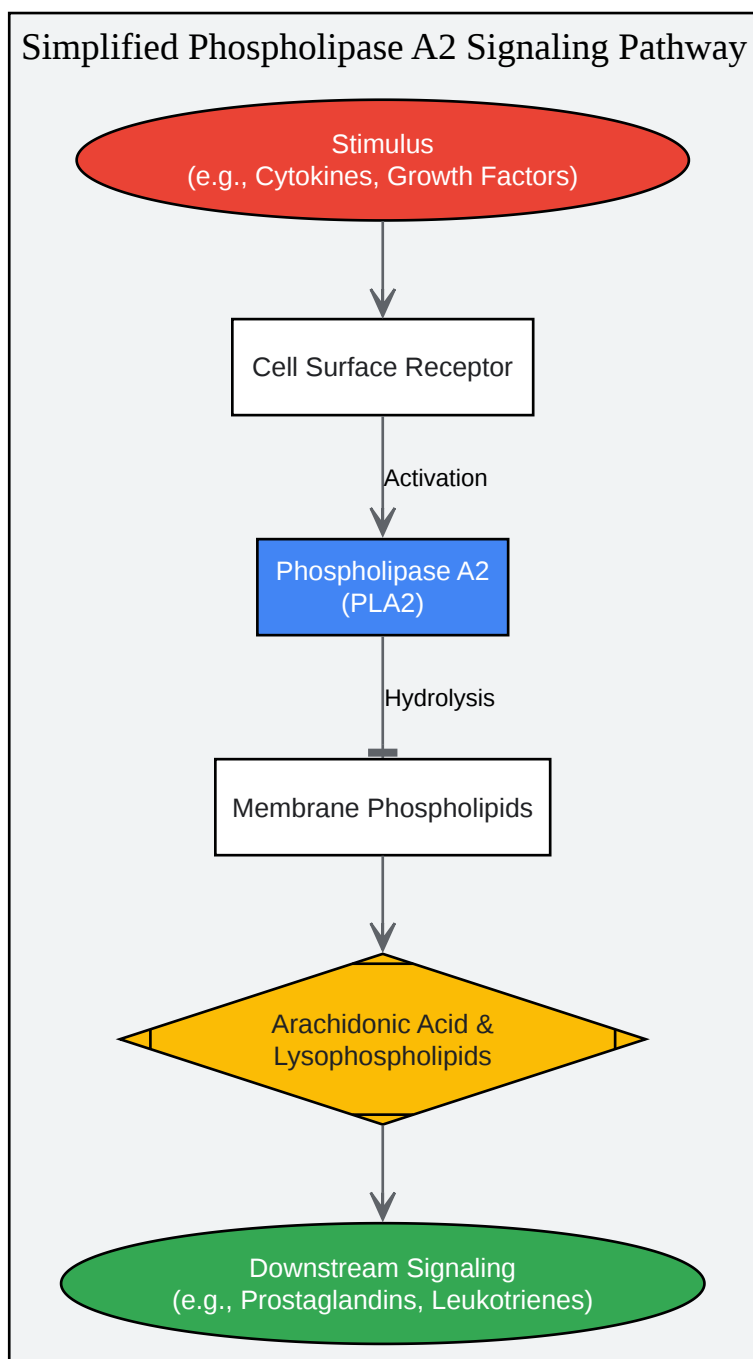 Simplified Phospholipase A2 Signaling Pathway
Stimulus
(e.g., Cytokines, Growth Factors)
Cell Surface Receptor
Activation
Phospholipase A2
(PLA2)
Hydrolysis
Membrane Phospholipids
Arachidonic Acid &
Lysophospholipids
Downstream Signaling
(e.g., Prostaglandins, Leukotrienes)